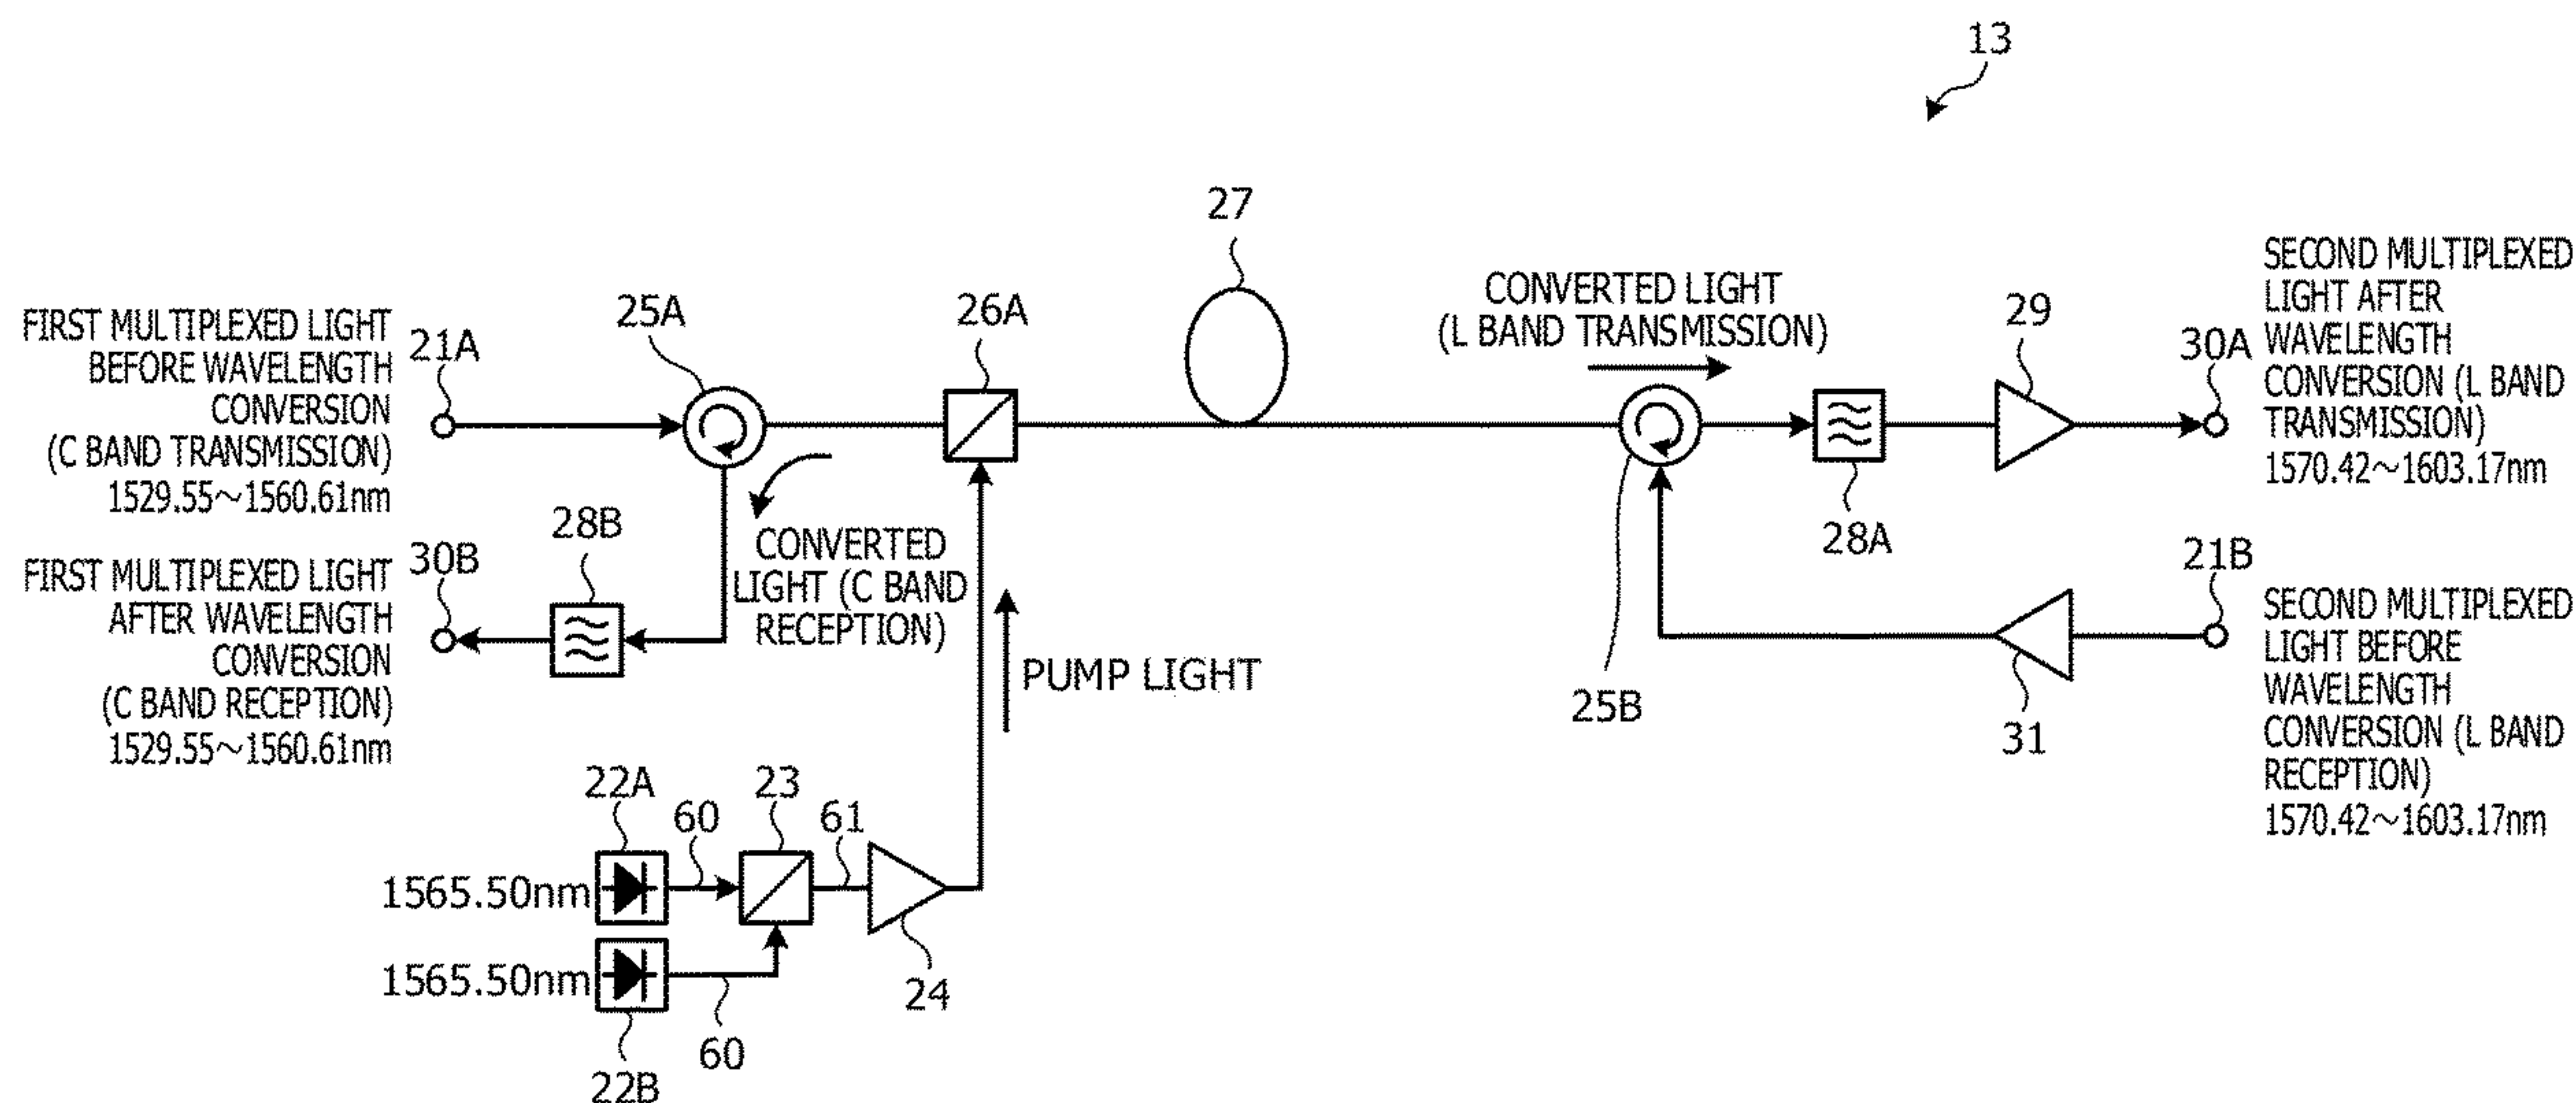 13
27
CONVERTED LIGHT
(L BAND TRANSMISSION)
SECOND MULTIPLEXED
LIGHT AFTER
WAVELENGTH
CONVERSION (L BAND
TRANSMISSION)
1570.42～1603.17nm
FIRST MULTIPLEXED LIGHT
BEFORE WAVELENGTH
CONVERSION
(C BAND TRANSMISSION)
1529.55～1560.61nm
21A
25A
26A
29
30A
28A
28B
30B
CONVERTED
LIGHT (C BAND
RECEPTION)
FIRST MULTIPLEXED LIGHT
AFTER WAVELENGTH
CONVERSION
(C BAND RECEPTION)
1529.55～1560.61nm
PUMP LIGHT
25B
31
21B
SECOND MULTIPLEXED
LIGHT BEFORE
WAVELENGTH
CONVERSION (L BAND
RECEPTION)
1570.42～1603.17nm
22A
60
23
61
1565.50nm
1565.50nm
24
60
22B